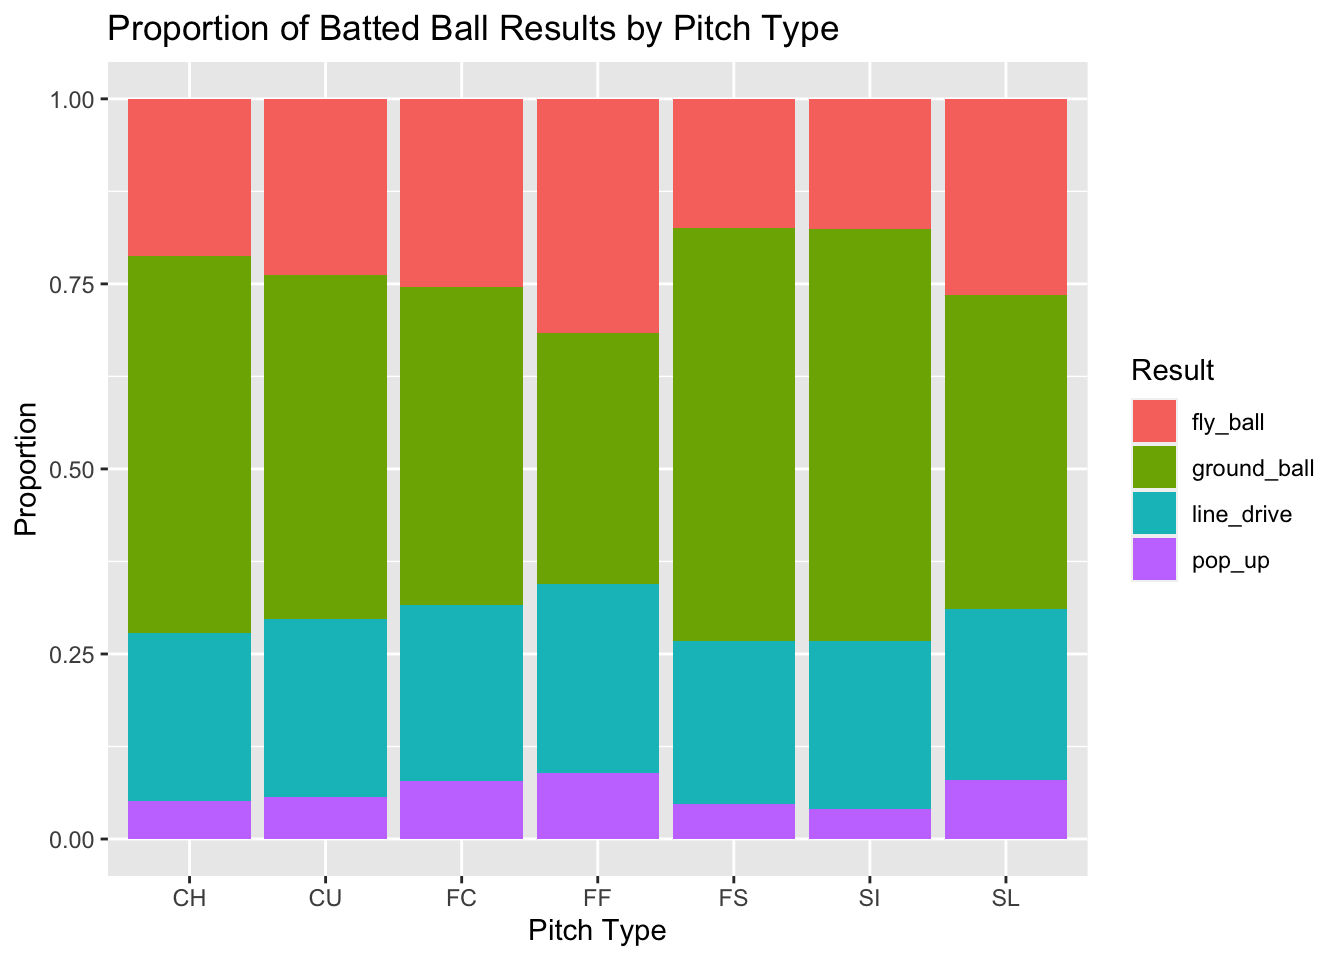 Proportion of Batted Ball Results by Pitch Type
1.00
0.75
0.50
0.25
0.00
Proportion
CH CU FC FF FS SI SL
Pitch Type
Result
fly_ball
ground_ball
line_drive
pop_up